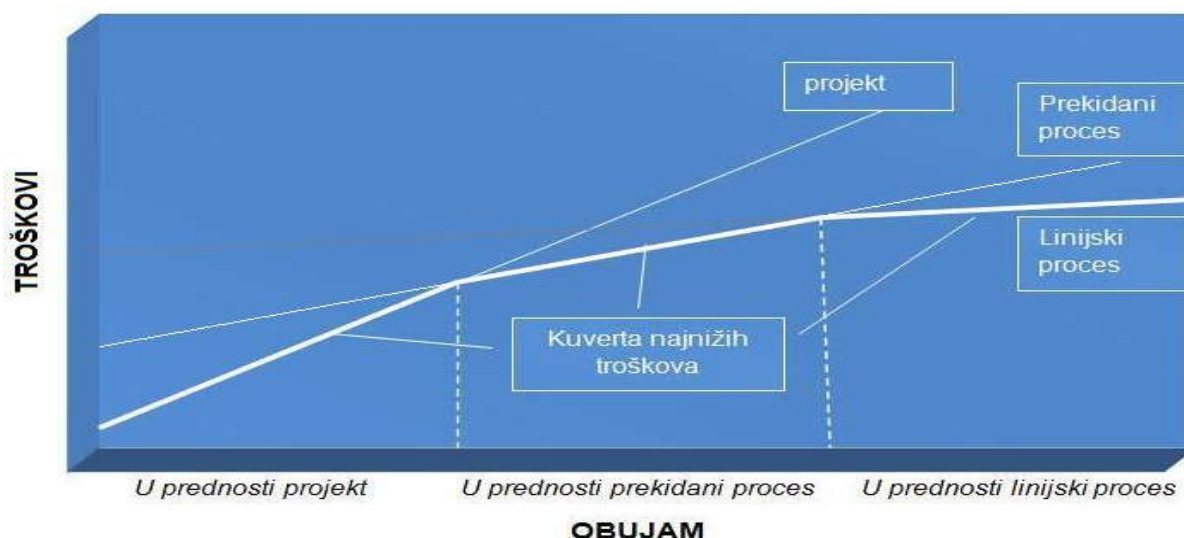 projekt
Prekidani
proces
TROŠKOVI
Linijski
proces
Kuverta najnižih
troškova
U prednosti projekt
U prednosti prekidani proces
U prednosti linijski proces
OBUJAM